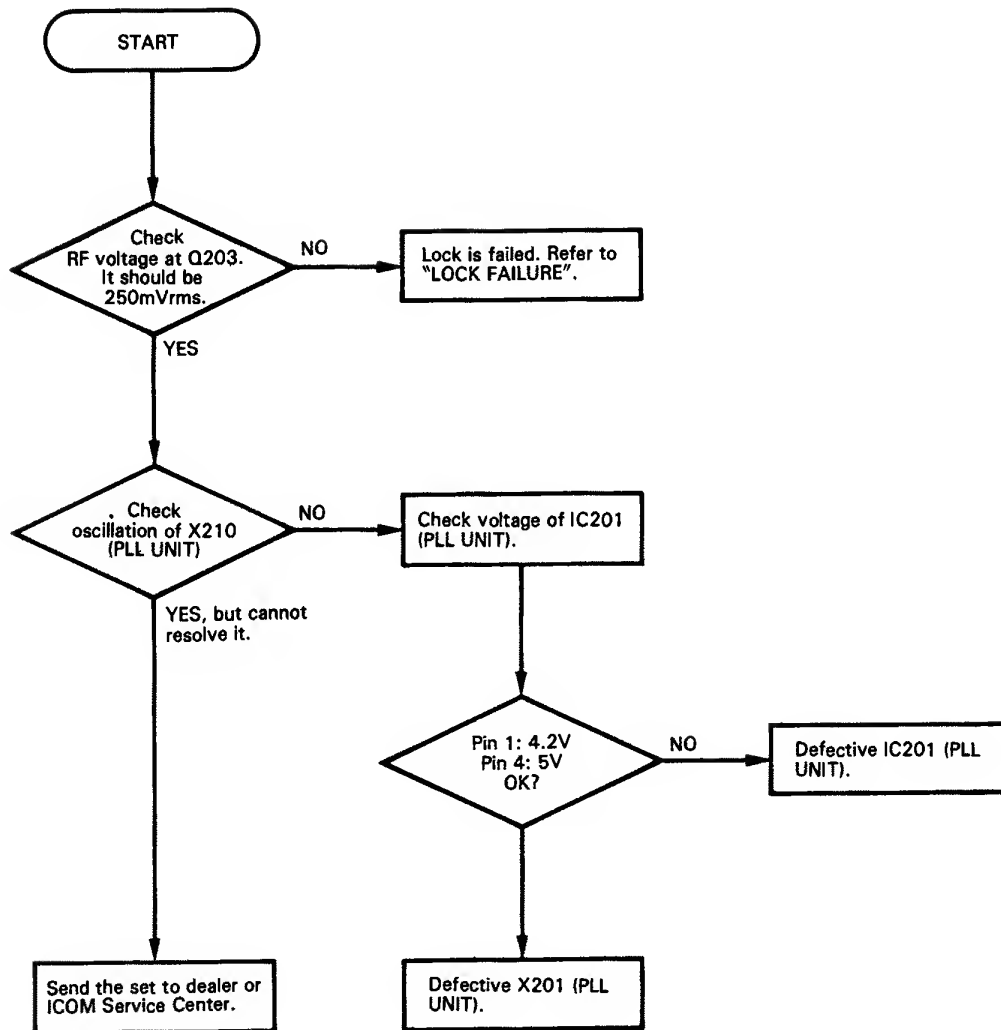 START
Check
RF voltage at Q203.
It should be
250mVrms.
NO
Lock is failed. Refer to
"LOCK FAILURE".
YES
Check
oscillation of X210
(PLL UNIT)
NO
Check voltage of IC201
(PLL UNIT).
YES, but cannot
resolve it.
Pin 1: 4.2V
Pin 4: 5V
OK?
NO
Defective IC201 (PLL
UNIT).
Send the set to dealer or
ICOM Service Center.
Defective X201 (PLL
UNIT).